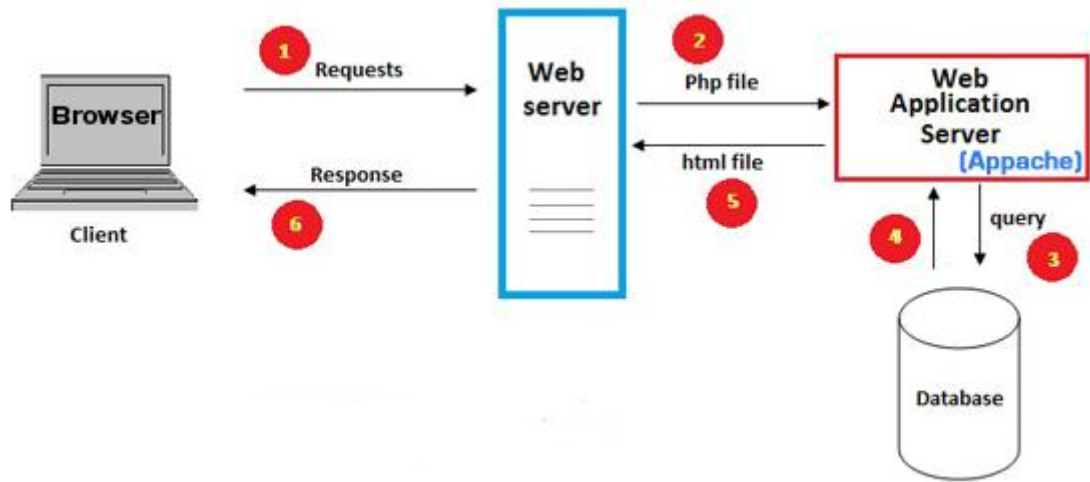 1
Requests
Browser
Response
6
Client
Web
server
2
Php file
html file
5
Web
Application
Server
(Appache)
4
query
3
Database